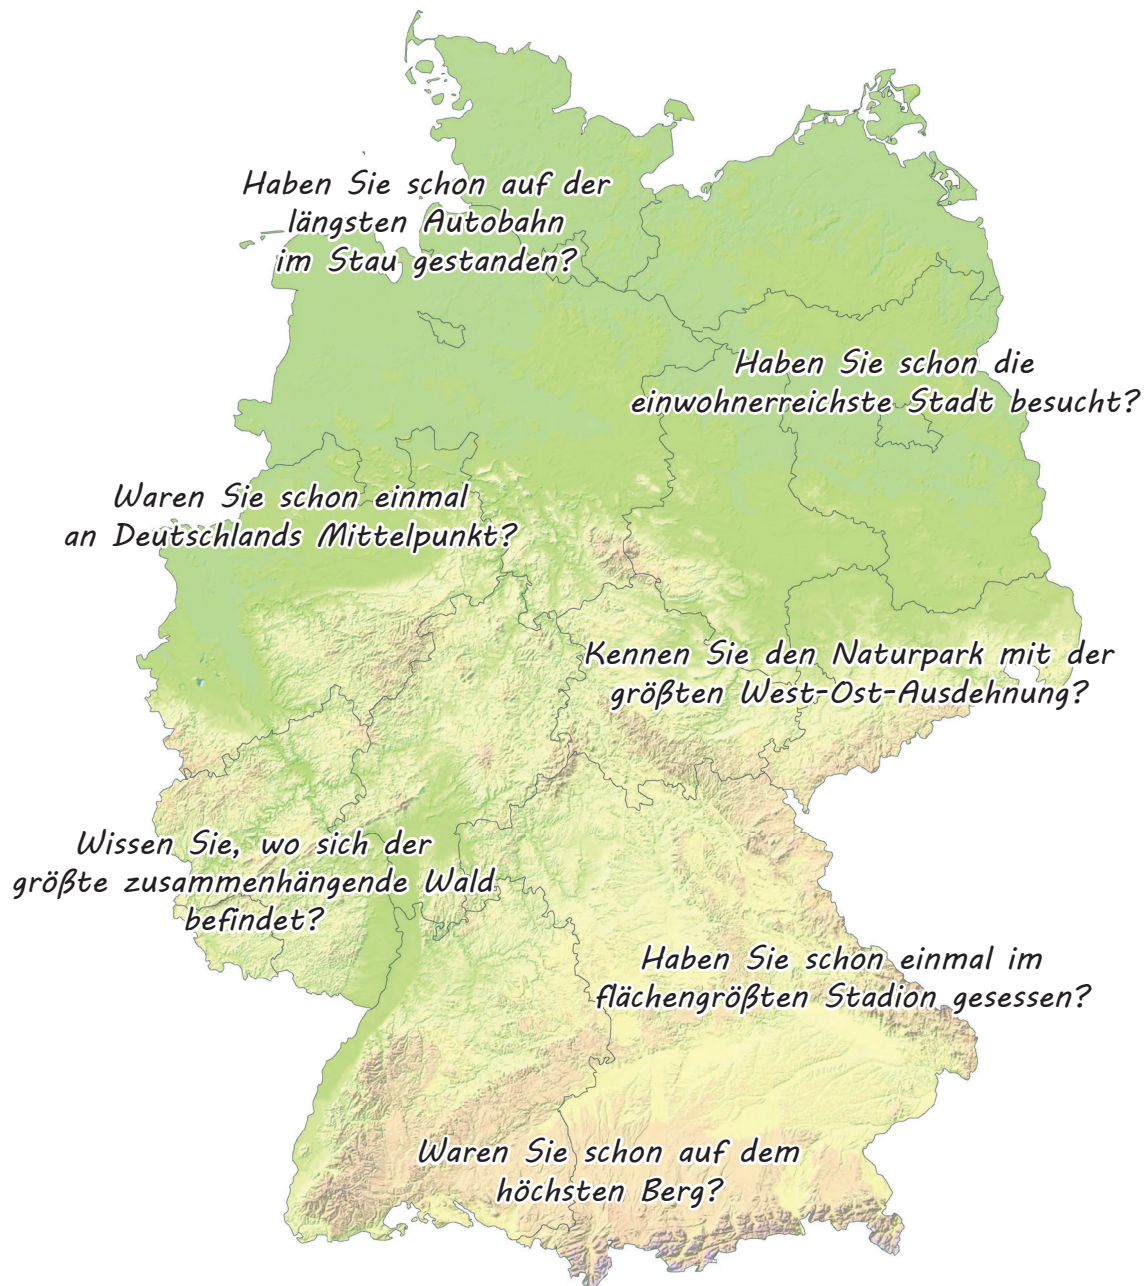 Haben Sie schon auf der
längsten Autobahn
im Stau gestanden?
Haben Sie schon die
einwohnerreichste Stadt besucht?
Waren Sie schon einmal
an Deutschlands Mittelpunkt?
Kennen Sie den Naturpark mit der
größten West-Ost-Ausdehnung?
Wissen Sie, wo sich der
größte zusammenhängende Wald
befindet?
Haben Sie schon einmal im
flächengrößten Stadion gesessen?
Waren Sie schon auf dem
höchsten Berg?